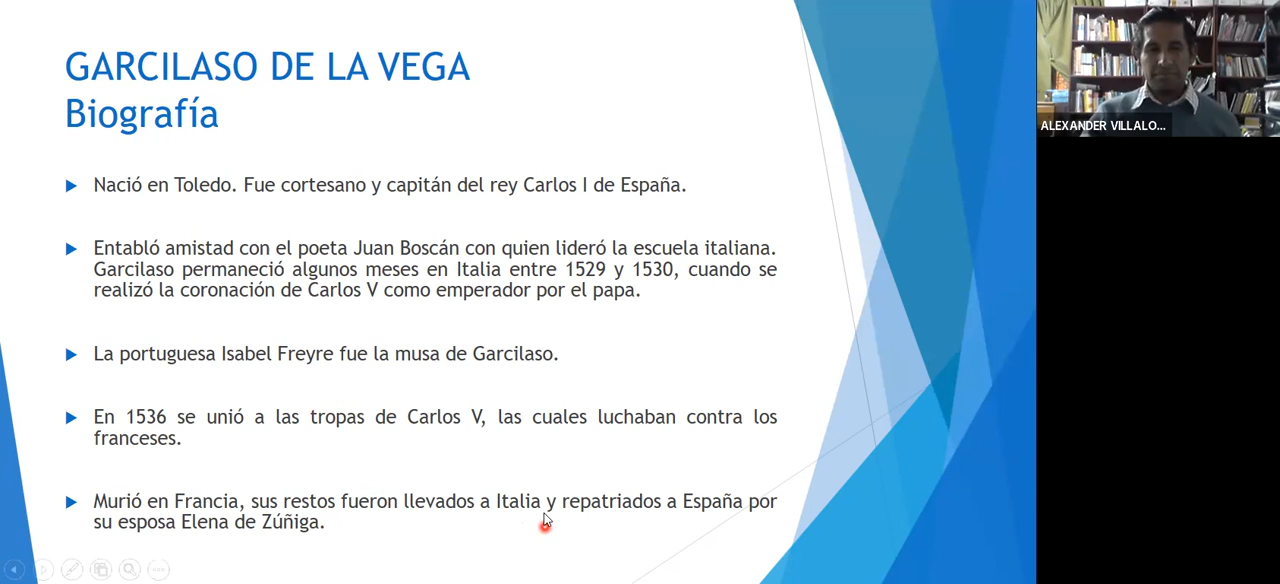 GARCILASO DE LA VEGA
Biografía
Nació en Toledo. Fue cortesano y capitán del rey Carlos I de España.
Entabló amistad con el poeta Juan Boscán con quien lideró la escuela italiana.
Garcilaso permaneció algunos meses en Italia entre 1529 y 1530, cuando se
realizó la coronación de Carlos V como emperador por el papa.
La portuguesa Isabel Freyre fue la musa de Garcilaso.
En 1536 se unió a las tropas de Carlos V, las cuales luchaban contra los
franceses.
Murió en Francia, sus restos fueron llevados a Italia y repatriados a España por
su esposa Elena de Zúñiga.
ALEXANDER VILLALO...